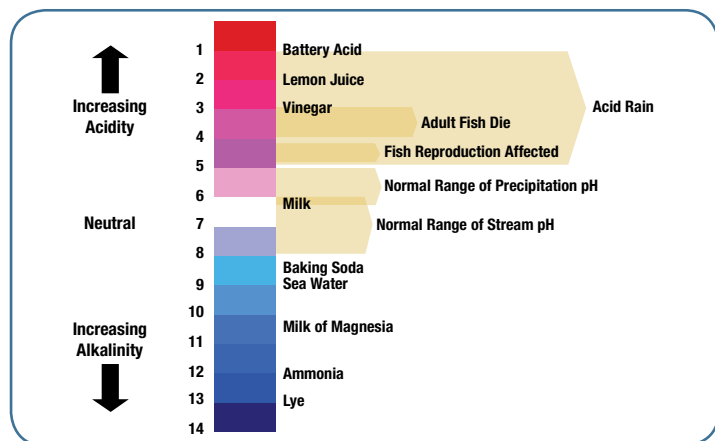 1
Battery Acid
Increasing
Acidity
2
Lemon Juice
3
Vinegar
Acid Rain
Adult Fish Die
4
Fish Reproduction Affected
5
Normal Range of Precipitation pH
6
Milk
Neutral
7
Normal Range of Stream pH
8
Baking Soda
9
Sea Water
10
Increasing
Alkalinity
Milk of Magnesia
11
12
Ammonia
13
Lye
14